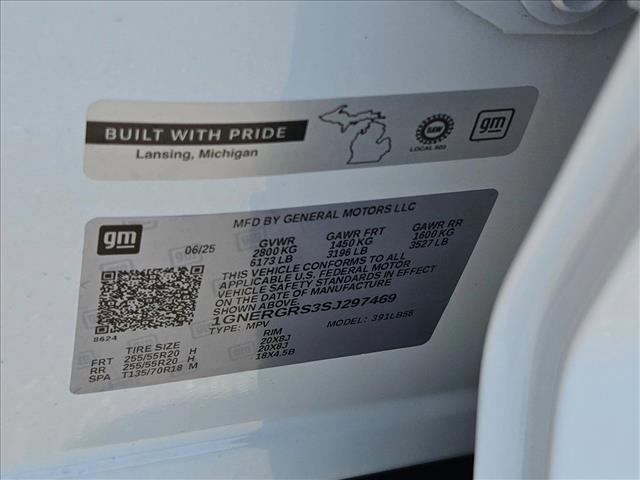 BUILT WITH PRIDE
Lansing, Michigan
UAW
LOCAL 602
gm
gm
MFD BY GENERAL MOTORS LLC
06/25 GVWR GAWR FRT GAWR RR
2800 KG 1450 KG 1600 KG
6173 LB 3196 LB 3527 LB
THIS VEHICLE CONFORMS TO ALL
APPLICABLE U.S. FEDERAL MOTOR
VEHICLE SAFETY STANDARDS IN EFFECT
ON THE DATE OF MANUFACTURE
SHOWN ABOVE.
1GNERGRS3SJ297469
TYPE: MPV MODEL: 391LB56
8624
TIRE SIZE RIM
FRT 255/55R20 H 20X8J
RR 255/55R20 H 20X8J
SPA T135/70R18 M 18X4.5B